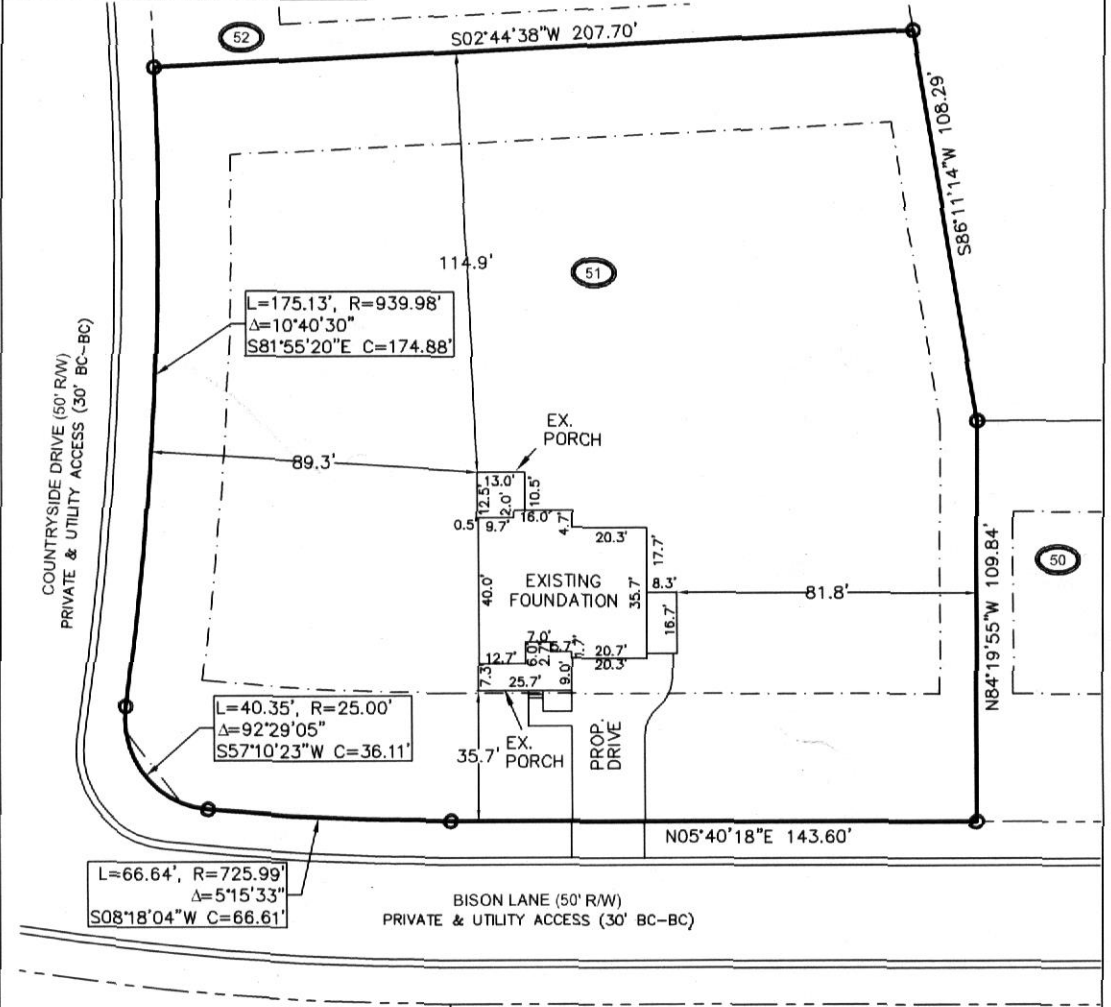 52
S02°44'38"W 207.70'
S86°11'14"W 108.29'
114.9'
51
L=175.13', R=939.98'
Δ=10°40'30"
S81°55'20"E C=174.88'
COUNTRYSIDE DRIVE (50' R/W)
PRIVATE & UTILITY ACCESS (30' BC-BC)
EX.
PORCH
89.3'
13.0'
12.5'
2.0'
10.5'
0.5'
9.7'
16.0'
4.7'
20.3'
17.7'
40.0'
EXISTING
FOUNDATION
35.7'
8.3'
16.7'
81.8'
N84°19'55"W 109.84'
50
7.0'
12.7'
6.0'
2.7'
20.7'
20.3'
7.3'
25.7'
9.0'
L=40.35', R=25.00'
Δ=92°29'05"
S57°10'23"W C=36.11'
35.7'
EX.
PORCH
PROP.
DRIVE
N05°40'18"E 143.60'
L=66.64', R=725.99'
Δ=5°15'33"
S08°18'04"W C=66.61'
BISON LANE (50' R/W)
PRIVATE & UTILITY ACCESS (30' BC-BC)